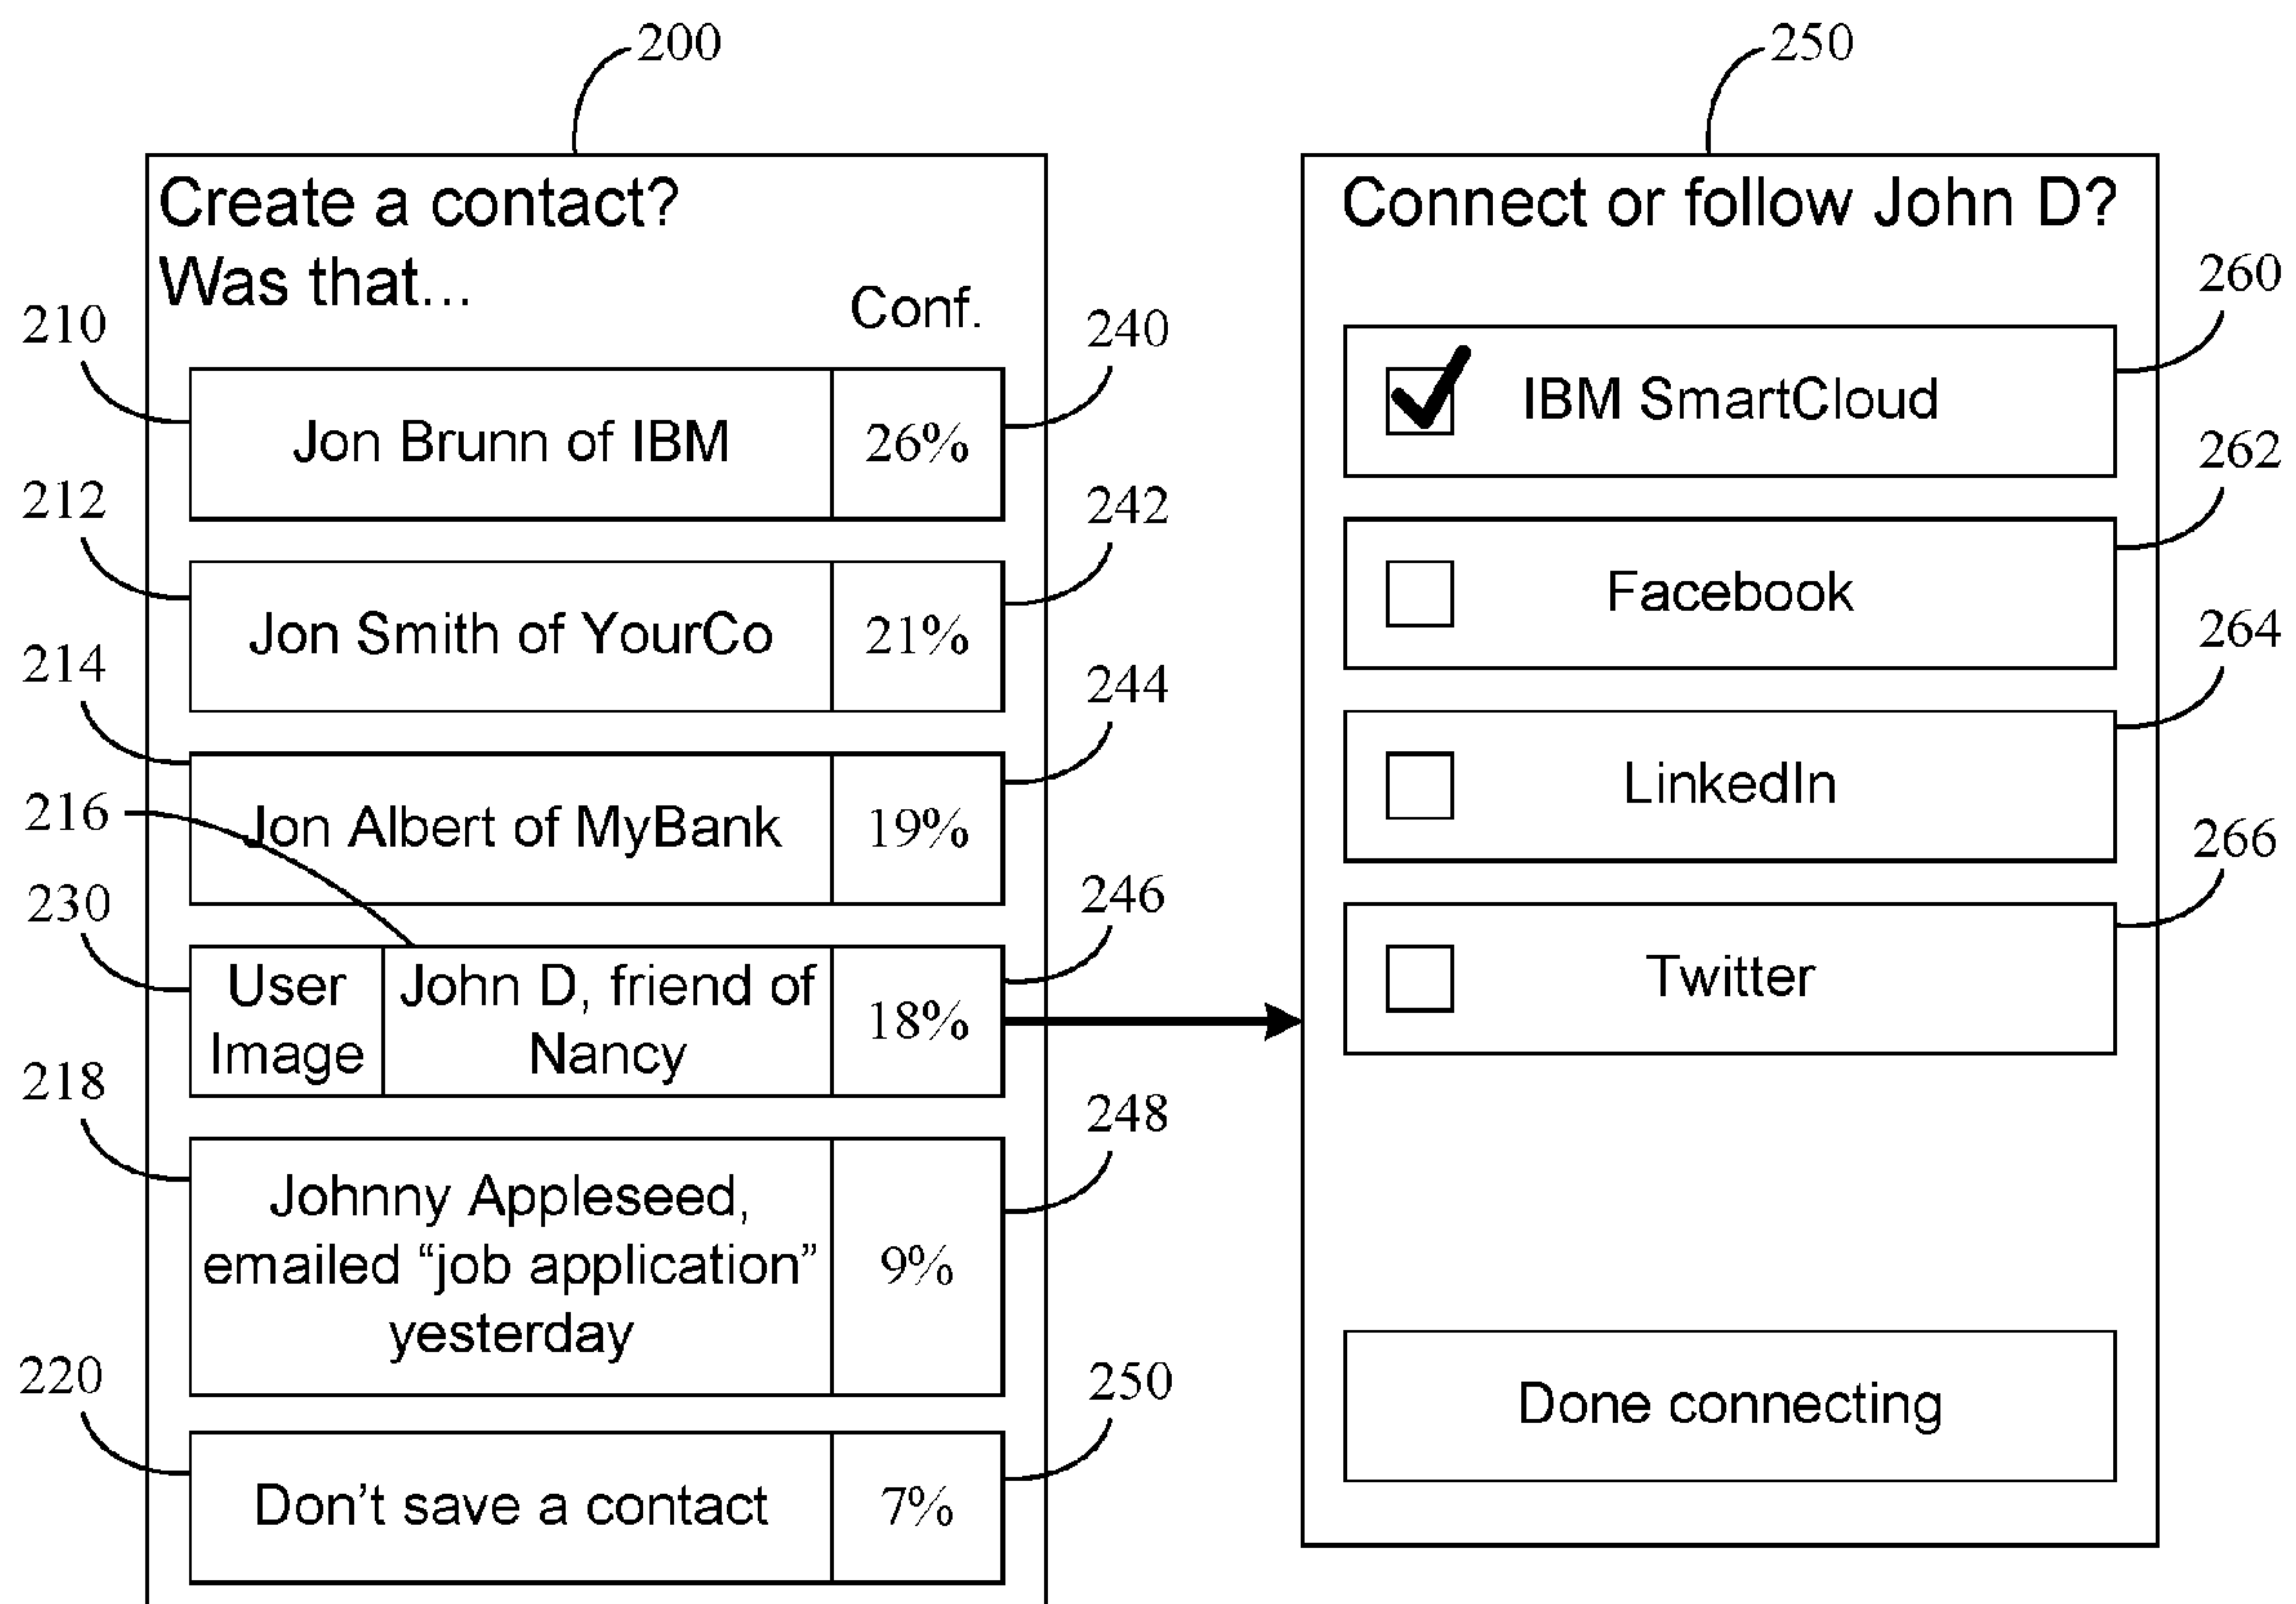 200
Create a contact?
Was that...
Conf.
210
Jon Brunn of IBM
26%
240
212
Jon Smith of YourCo
21%
242
214
Jon Albert of MyBank
19%
244
216
230
User
Image
John D, friend of
Nancy
18%
246
218
Johnny Appleseed,
emailed “job application”
yesterday
9%
248
220
Don’t save a contact
7%
250
250
Connect or follow John D?
IBM SmartCloud
260
Facebook
262
LinkedIn
264
Twitter
266
Done connecting